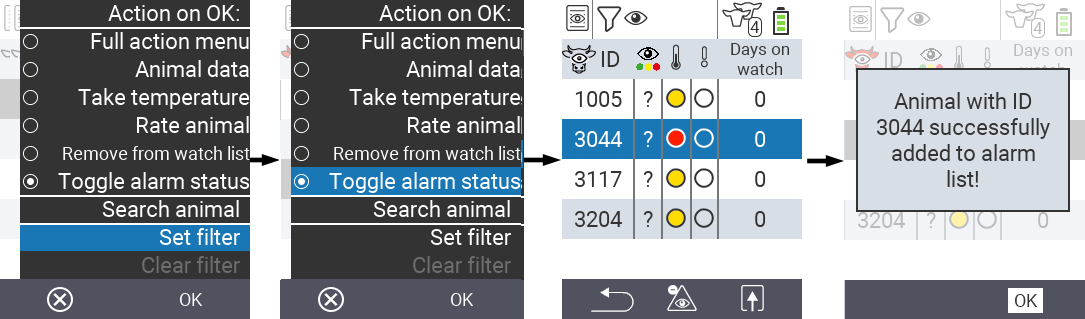 Action on OK:
Full action menu
Animal data
Take temperature
Rate animal
Remove from watch list
Toggle alarm status
Search animal
Set filter
Clear filter
OK
Action on OK:
Full action menu
Animal data
Take temperature
Rate animal
Remove from watch list
Toggle alarm status
Search animal
Set filter
Clear filter
OK
4
ID
Days on
watch
1005 ? 0
3044 ? 0
3117 ? 0
3204 ? 0
4
ID
Days on
watch
Animal with ID
3044 successfully
added to alarm
list!
3204 ? 0
OK